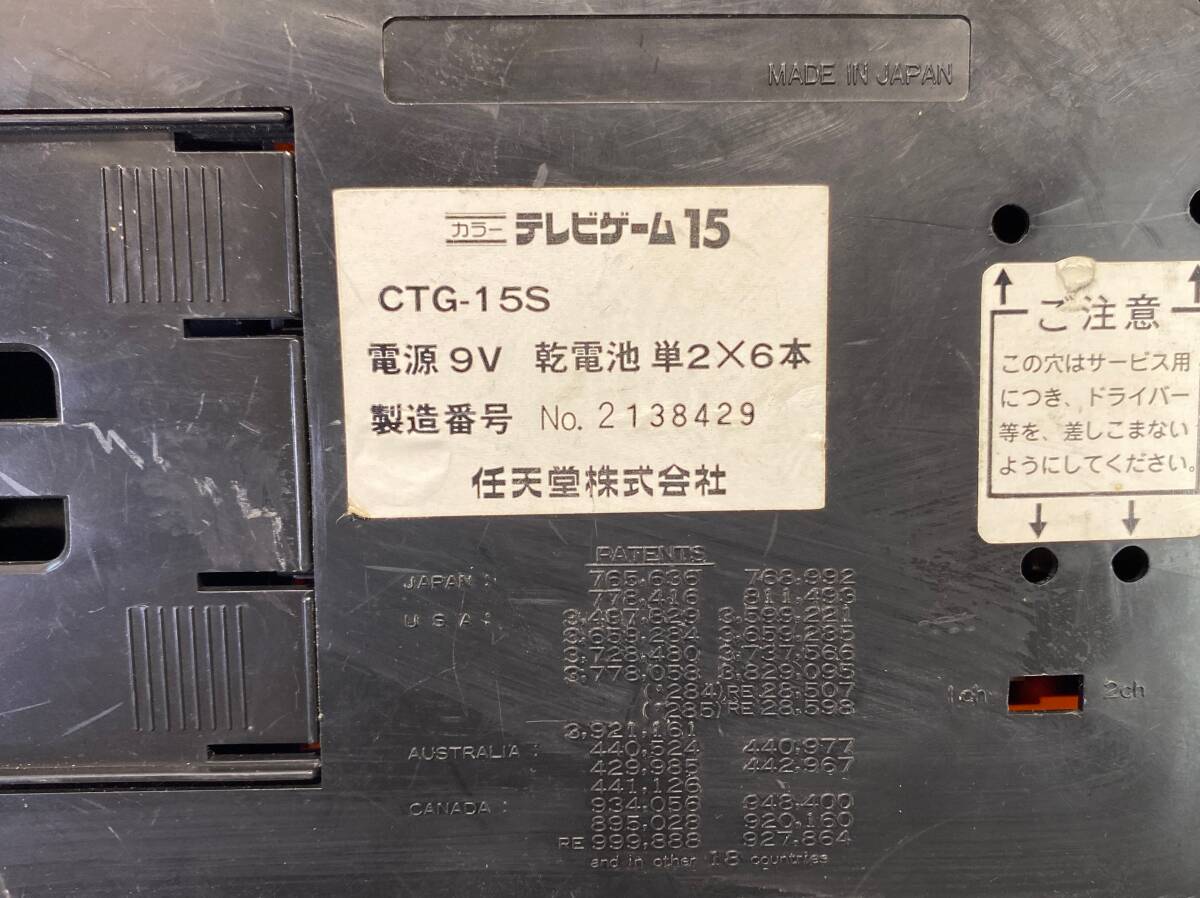 MADE IN JAPAN
カラー テレビゲーム 15
CTG-15S
電源 9V 乾電池 単2×6本
製造番号 No. 2138429
任天堂株式会社
ご注意
この穴はサービス用
につき、ドライバー
等を、差しこまない
ようにしてください。
PATENTS
JAPAN : 765,636 768,992
778,416 811,493
U S A : 3,497,829 3,599,221
3,659,284 3,659,285
3,728,480 3,737,566
3,778,058 3,829,095
(:284)RE 28,507
(:285)RE 28,598
3,921,161
AUSTRALIA : 440,524 440,977
429,985 442,967
441,126
CANADA : 934,056 948,400
895,028 920,160
RE 999,888 927,864
and in other 18 countries
1ch 2ch